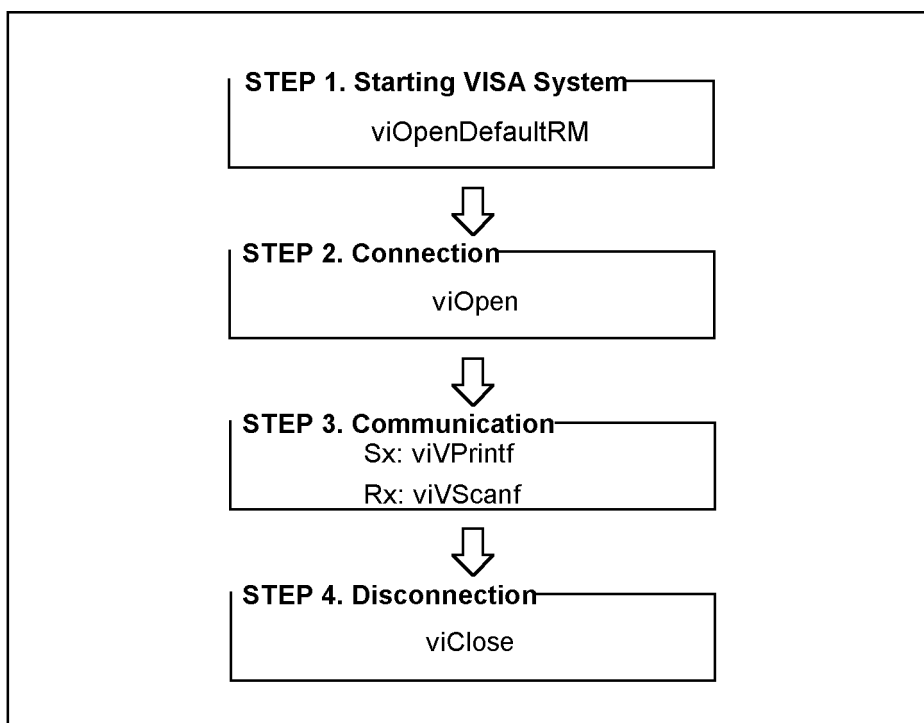 STEP 1. Starting VISA System
viOpenDefaultRM
STEP 2. Connection
viOpen
STEP 3. Communication
Sx: viVPrintf
Rx: viVScanf
STEP 4. Disconnection
viClose